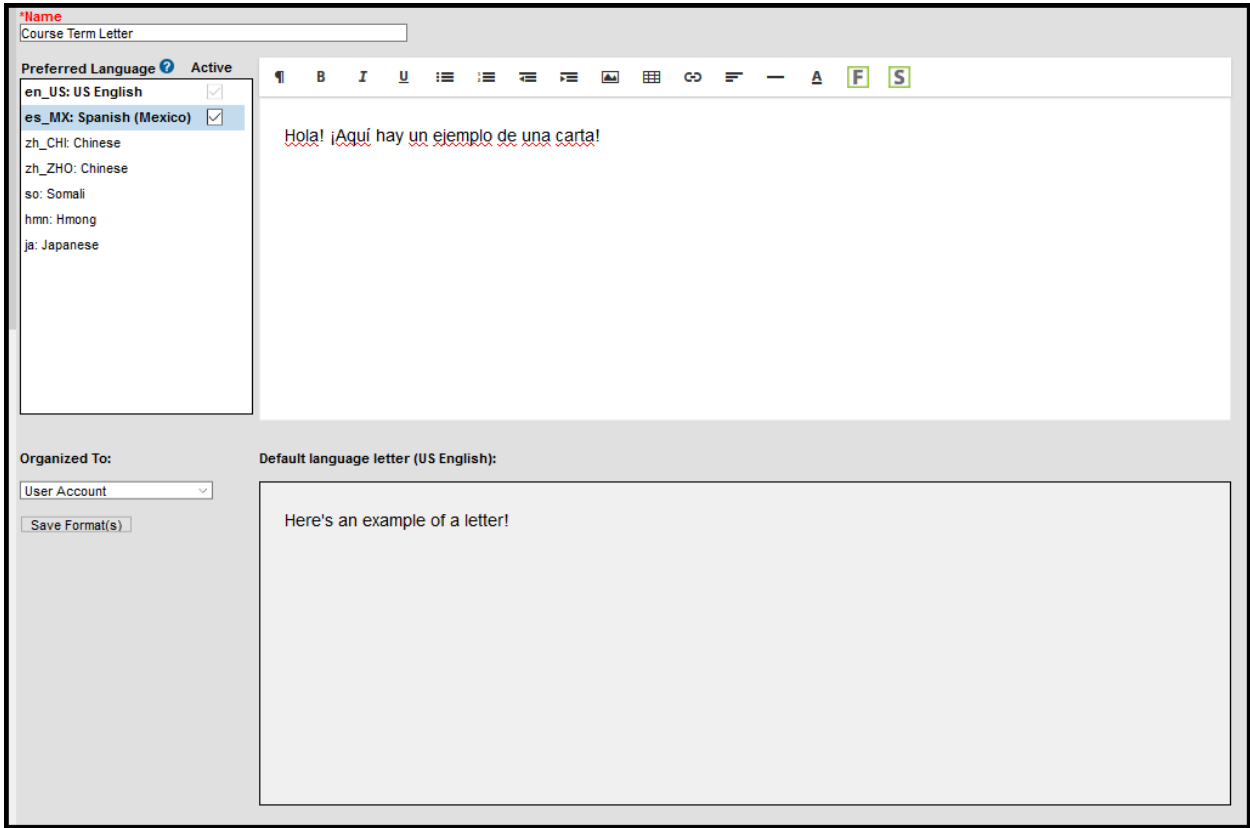 *Name
Course Term Letter
Preferred Language ? Active
en_US: US English
es_MX: Spanish (Mexico)
zh_CHI: Chinese
zh_ZHO: Chinese
so: Somali
hmn: Hmong
ja: Japanese
¶ B I U A F S
Hola! ¡Aquí hay un ejemplo de una carta!
Organized To:
User Account
Save Format(s)
Default language letter (US English):
Here's an example of a letter!